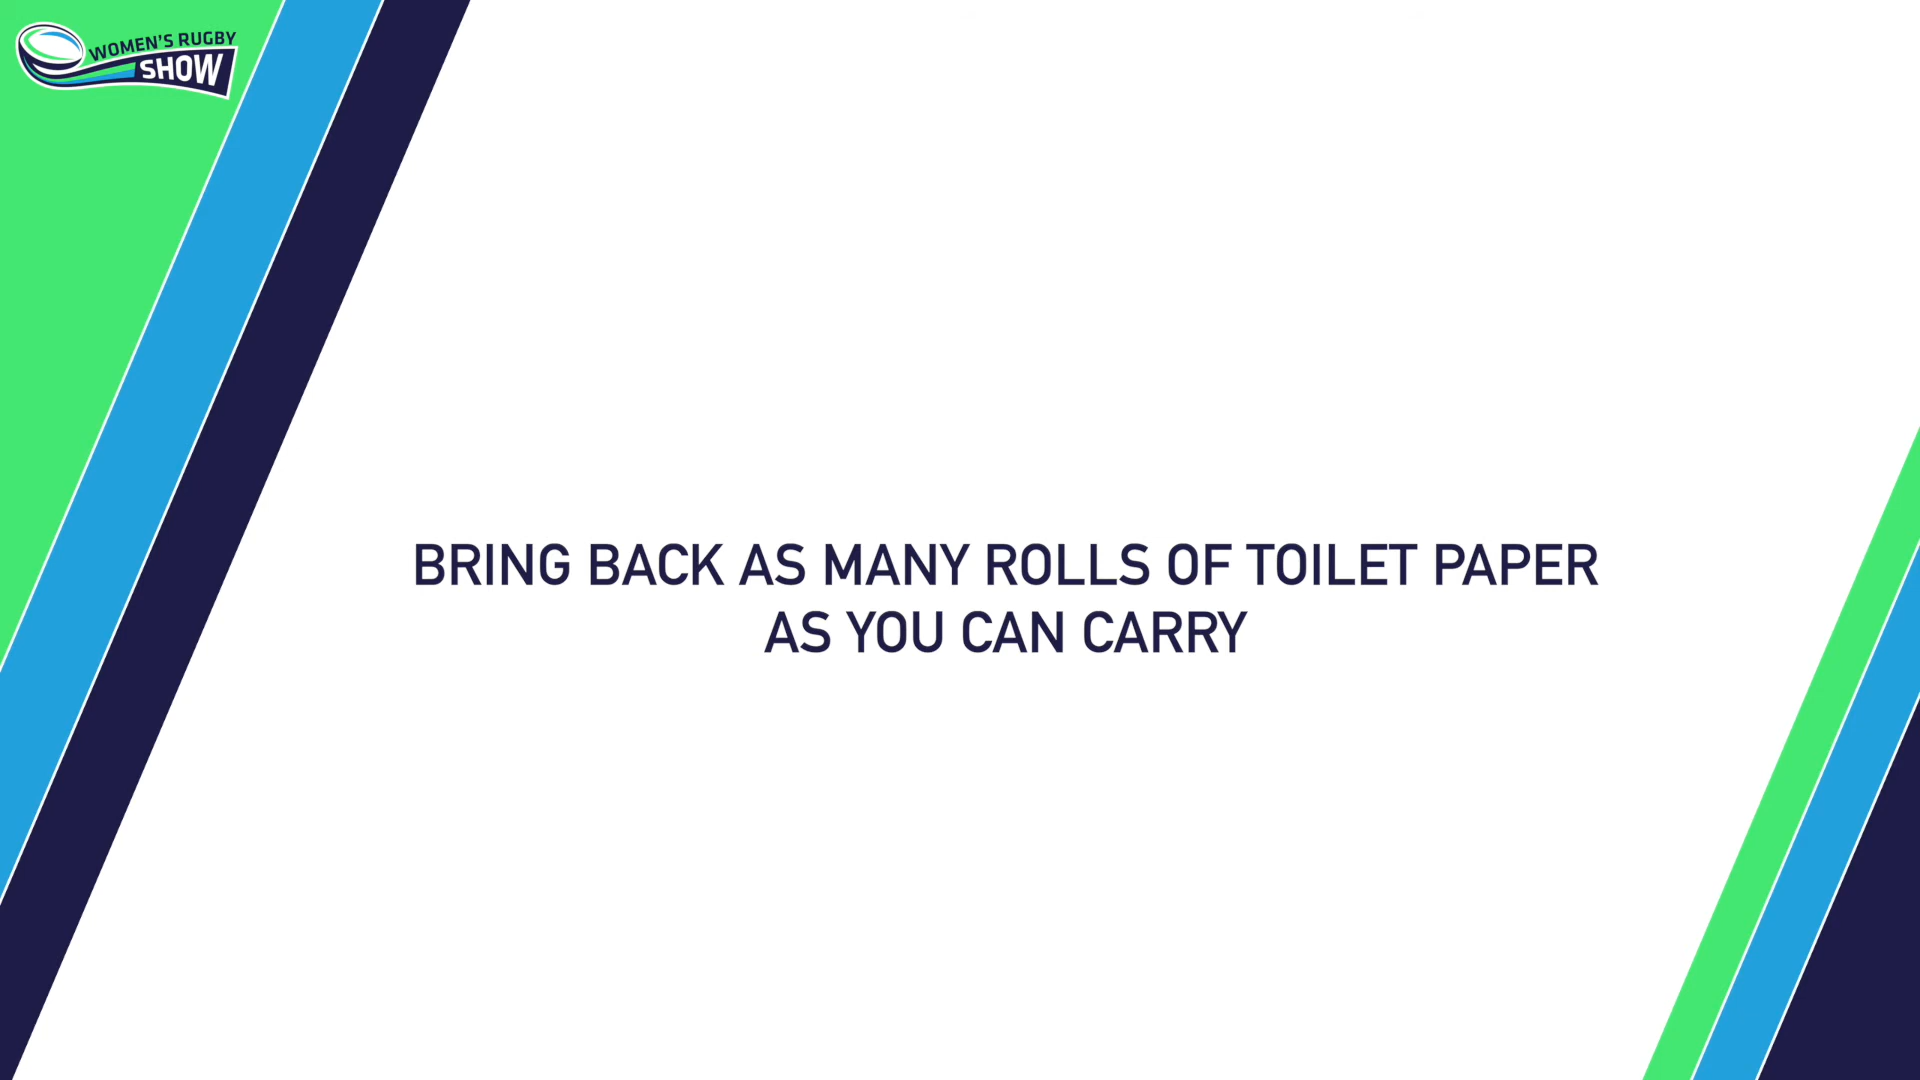 WOMEN'S RUGBY
SHOW
BRING BACK AS MANY ROLLS OF TOILET PAPER
AS YOU CAN CARRY